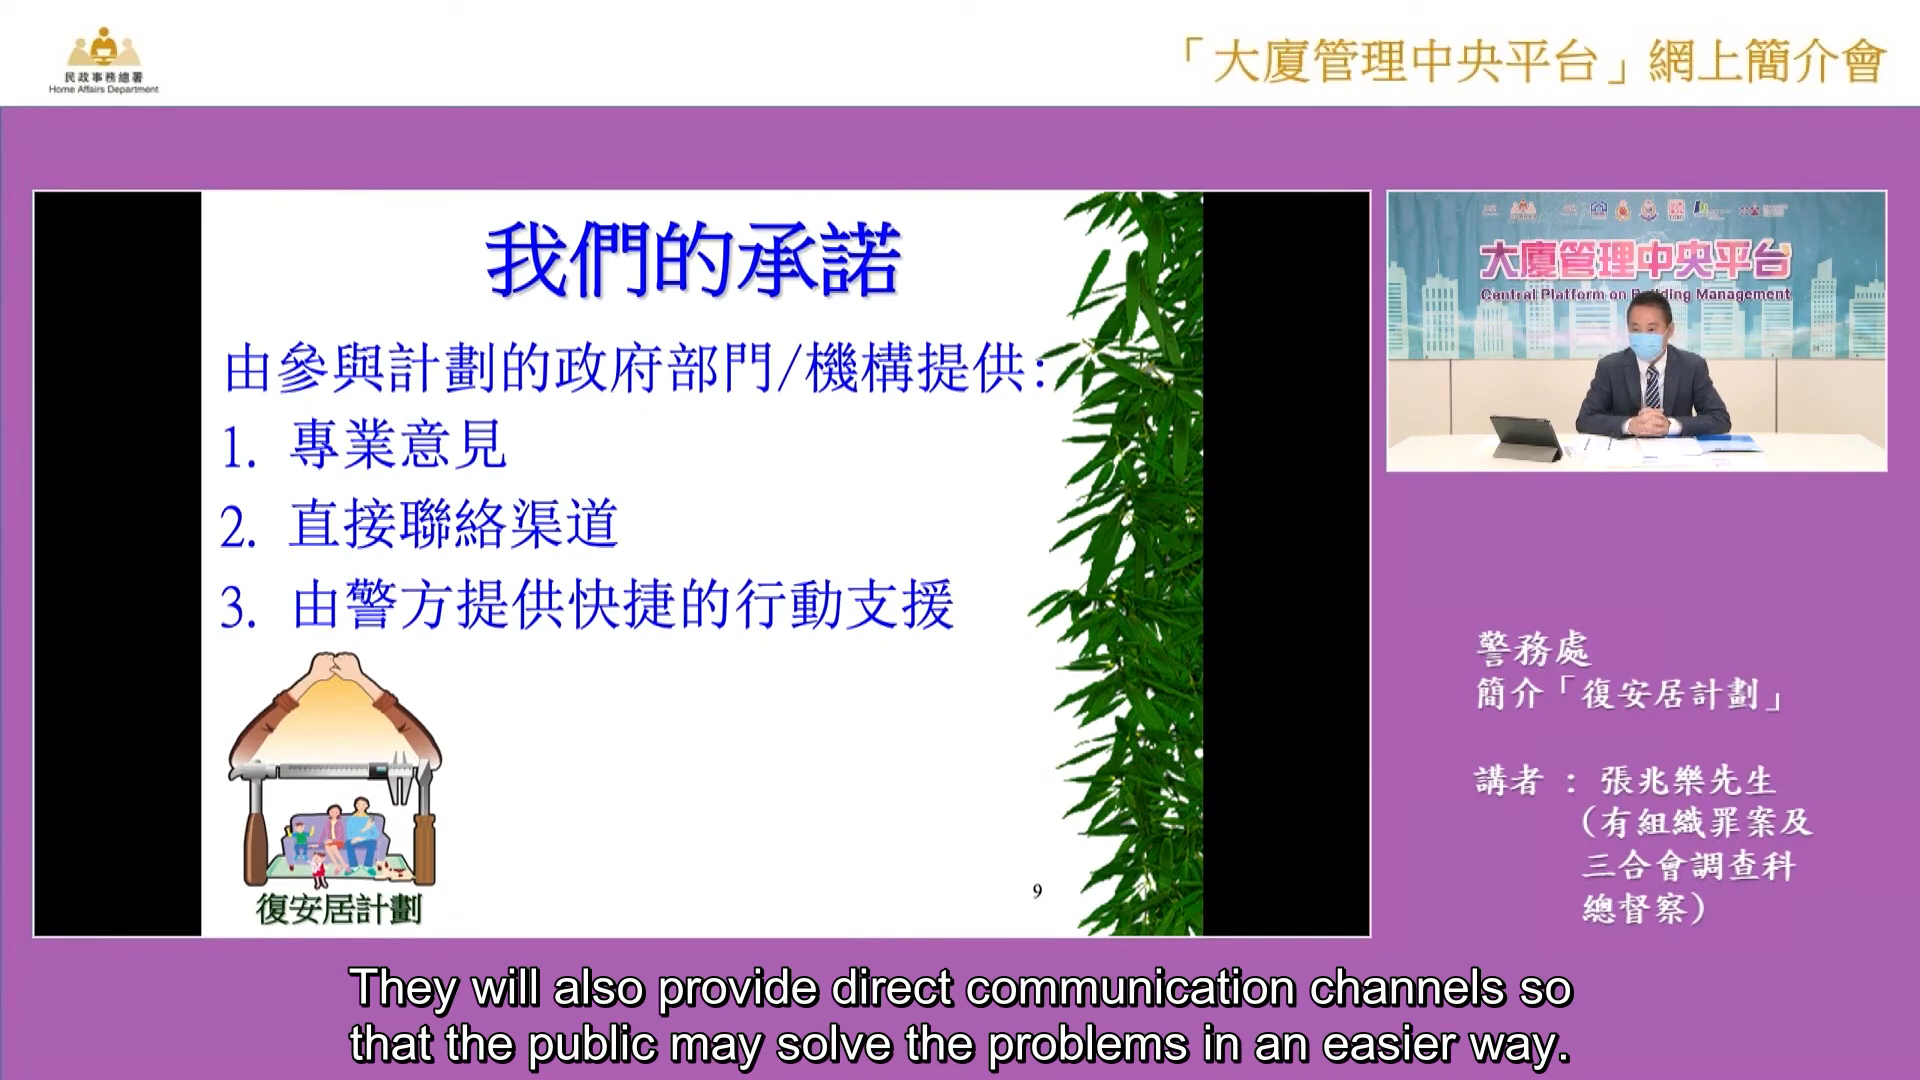 民政事務總署
Home Affairs Department
「大廈管理中央平台」網上簡介會
我們的承諾
由參與計劃的政府部門/機構提供:
1. 專業意見
2. 直接聯絡渠道
3. 由警方提供快捷的行動支援
復安居計劃
9
大廈管理中央平台
Central Platform on Building Management
警務處
簡介「復安居計劃」
講者 : 張兆樂先生
(有組織罪案及
三合會調查科
總督察)
They will also provide direct communication channels so
that the public may solve the problems in an easier way.